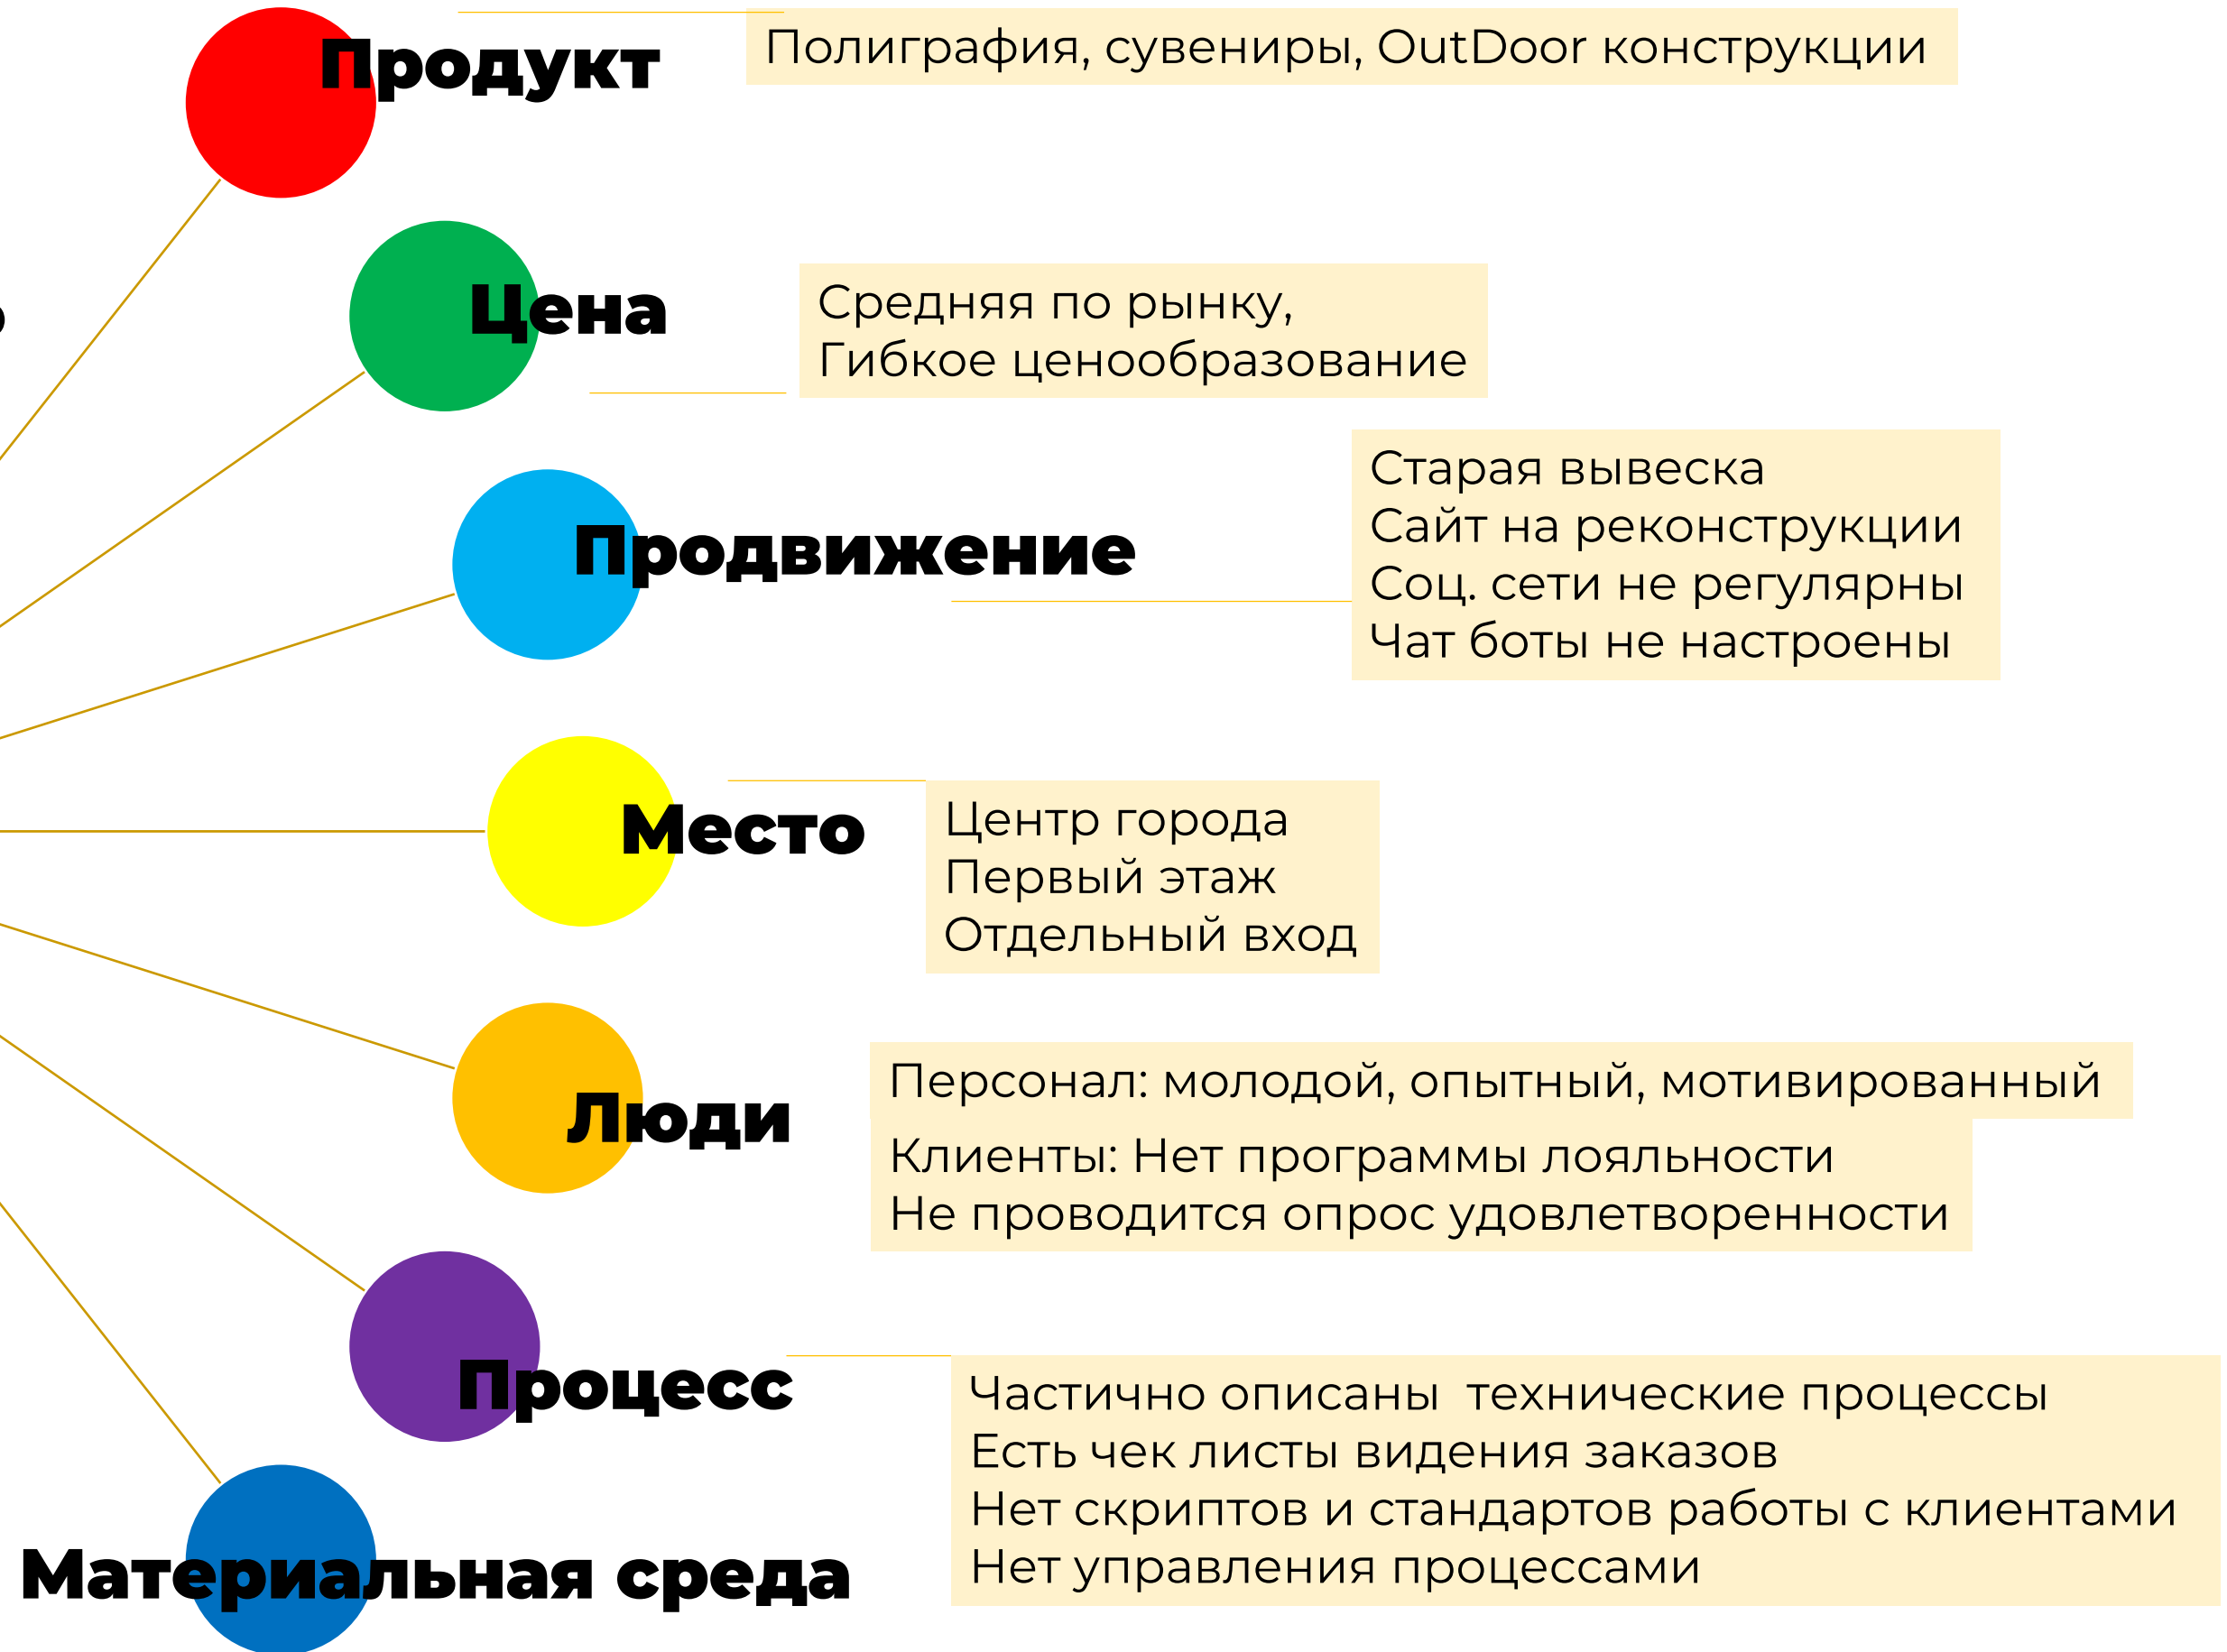 Продукт
Полиграфия, сувениры, OutDoor конструкции
Цена
Средняя по рынку,
Гибкое ценообразование
Продвижение
Старая вывеска
Сайт на реконструкции
Соц. сети не регулярны
Чат боты не настроены
Место
Центр города
Первый этаж
Отдельный вход
Люди
Персонал: молодой, опытный, мотивированный
Клиенты: Нет программы лояльности
Не проводится опрос удовлетворенности
Процесс
Частично описаны технические процессы
Есть чек листы видения заказов
Нет скриптов и стандартов работы с клиентами
Нет управления процессами
Материальная среда